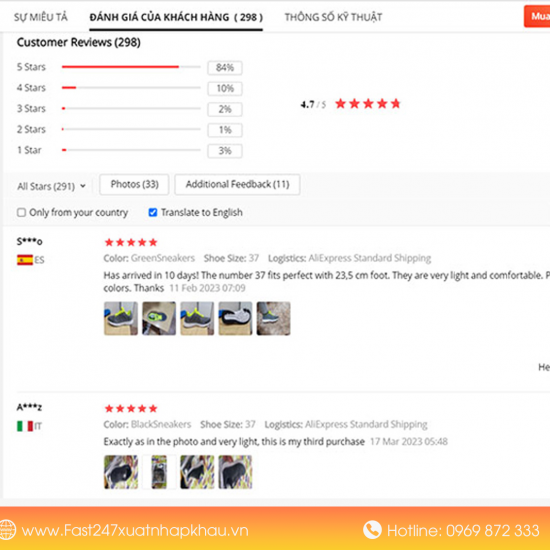 SỰ MIÊU TẢ ĐÁNH GIÁ CỦA KHÁCH HÀNG ( 298 ) THÔNG SỐ KỸ THUẬT Mua
Customer Reviews (298)
5 Stars 84%
4 Stars 10%
3 Stars 2%
2 Stars 1%
1 Star 3%
4.7 / 5
All Stars (291) Photos (33) Additional Feedback (11)
Only from your country Translate to English
S***o
Color: GreenSneakers Shoe Size: 37 Logistics: AliExpress Standard Shipping
ES
Has arrived in 10 days! The number 37 fits perfect with 23,5 cm foot. They are very light and comfortable. P
colors. Thanks 11 Feb 2023 07:09
He
A***z
Color: BlackSneakers Shoe Size: 37 Logistics: AliExpress Standard Shipping
IT
Exactly as in the photo and very light, this is my third purchase 17 Mar 2023 05:48
www.Fast247xuatnhapkhau.vn Hotline: 0969 872 333